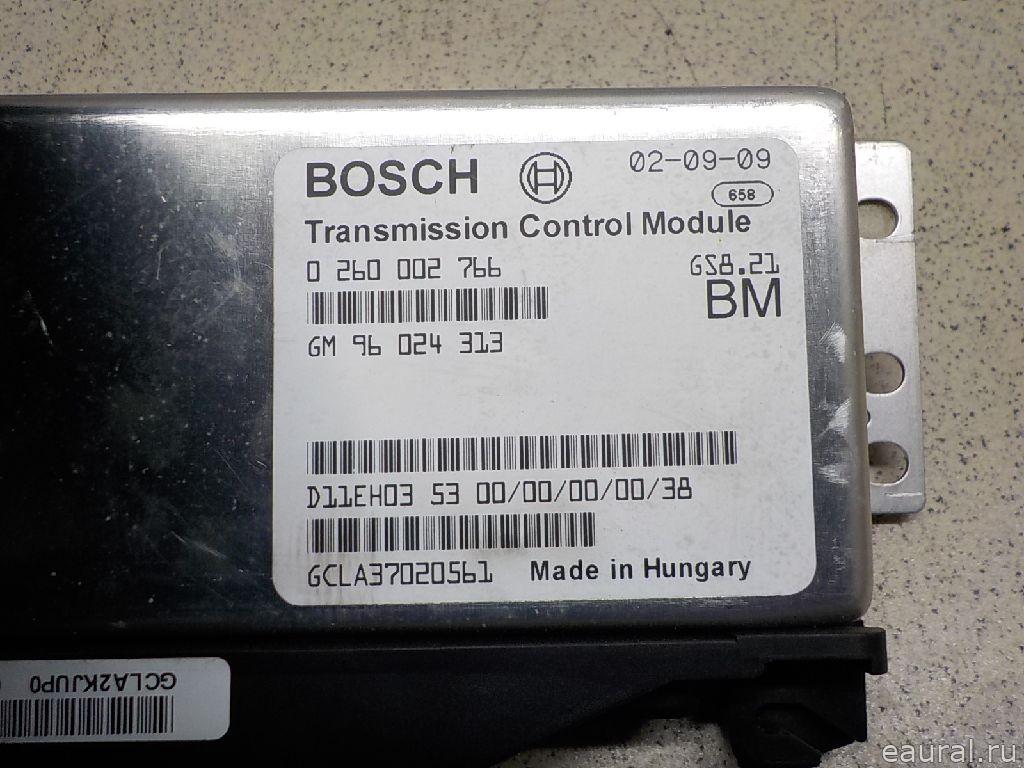 BOSCH 02-09-09
658
Transmission Control Module
0 260 002 766 GS8.21
BM
GM 96 024 313
D11EH03 53 00/00/00/00/38
GCLA37020561 Made in Hungary
GCLA2KJUP0
eaural.ru